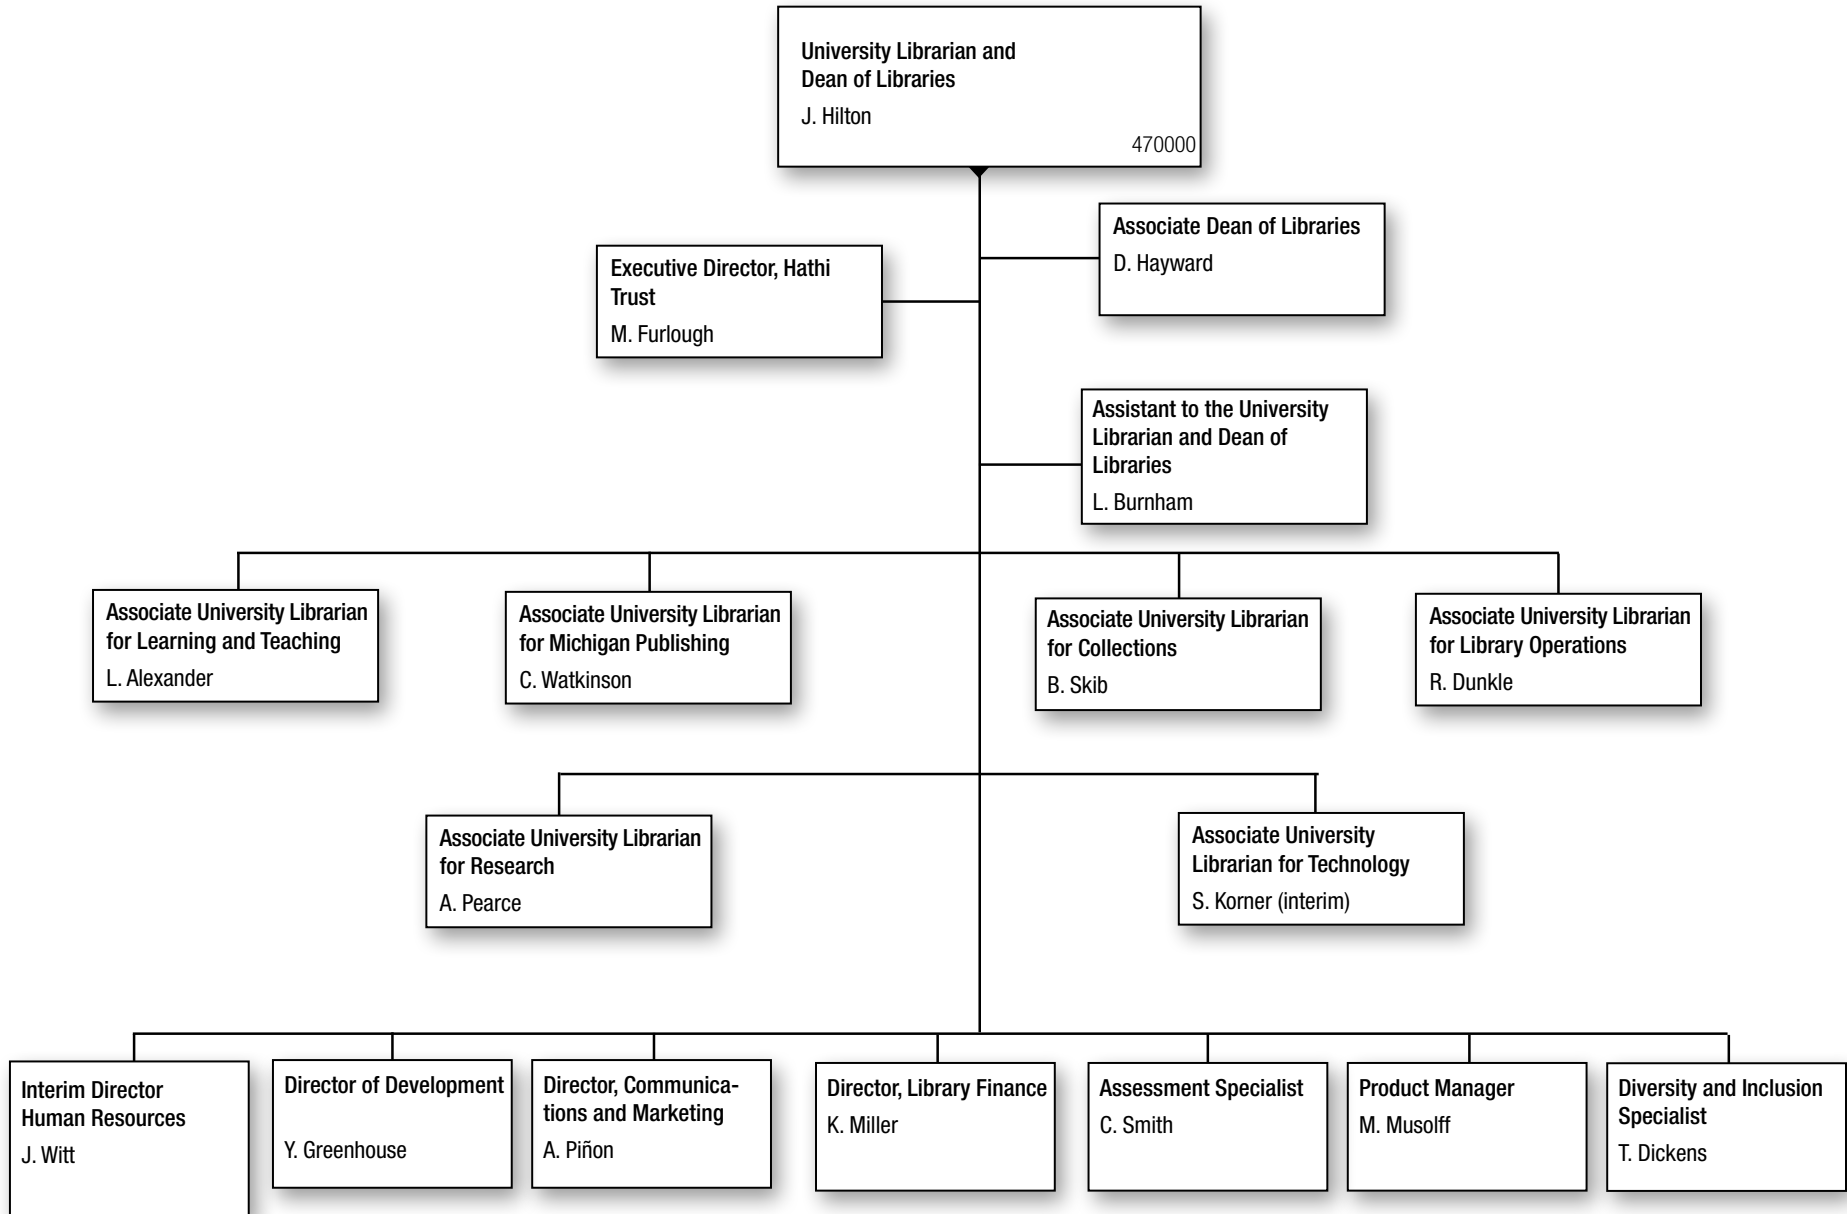 University Librarian and
Dean of Libraries
J. Hilton
470000
Associate Dean of Libraries
D. Hayward
Executive Director, Hathi
Trust
M. Furlough
Assistant to the University
Librarian and Dean of
Libraries
L. Burnham
Associate University Librarian
for Learning and Teaching
L. Alexander
Associate University Librarian
for Michigan Publishing
C. Watkinson
Associate University Librarian
for Collections
B. Skib
Associate University Librarian
for Library Operations
R. Dunkle
Associate University Librarian
for Research
A. Pearce
Associate University
Librarian for Technology
S. Korner (interim)
Interim Director
Human Resources
J. Witt
Director of Development
Y. Greenhouse
Director, Communica-
tions and Marketing
A. Piñon
Director, Library Finance
K. Miller
Assessment Specialist
C. Smith
Product Manager
M. Musolff
Diversity and Inclusion
Specialist
T. Dickens